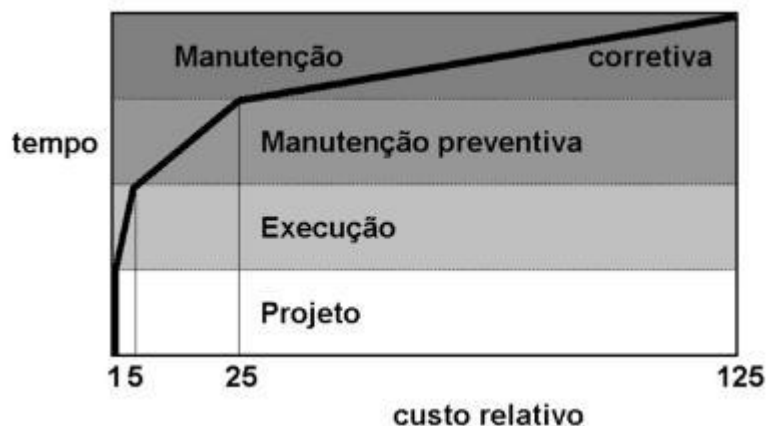 Manutenção corretiva
tempo
Manutenção preventiva
Execução
Projeto
1 5 25 125
custo relativo